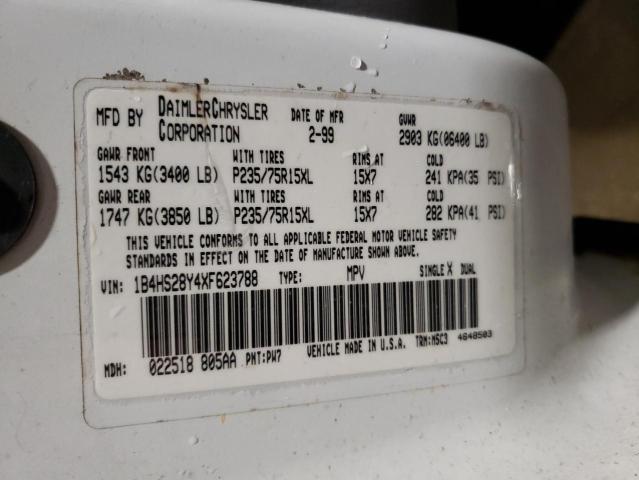 MFD BY DAIMLERCHRYSLER CORPORATION DATE OF MFR 2-99 GVWR 2903 KG(06400 LB)
GAWR FRONT WITH TIRES RIMS AT COLD
1543 KG(3400 LB) P235/75R15XL 15X7 241 KPA(35 PSI)
GAWR REAR WITH TIRES RIMS AT COLD
1747 KG(3850 LB) P235/75R15XL 15X7 282 KPA(41 PSI)
THIS VEHICLE CONFORMS TO ALL APPLICABLE FEDERAL MOTOR VEHICLE SAFETY
STANDARDS IN EFFECT ON THE DATE OF MANUFACTURE SHOWN ABOVE.
VIN: 1B4HS28Y4XF623788 TYPE: MPV SINGLE X DUAL
MDH: 022518 805AA PNT:PW7 VEHICLE MADE IN U.S.A. TRM:M5C3 4648503